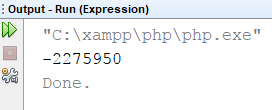 Output - Run (Expression)
"C:\xampp\php\php.exe"
-2275950
Done.